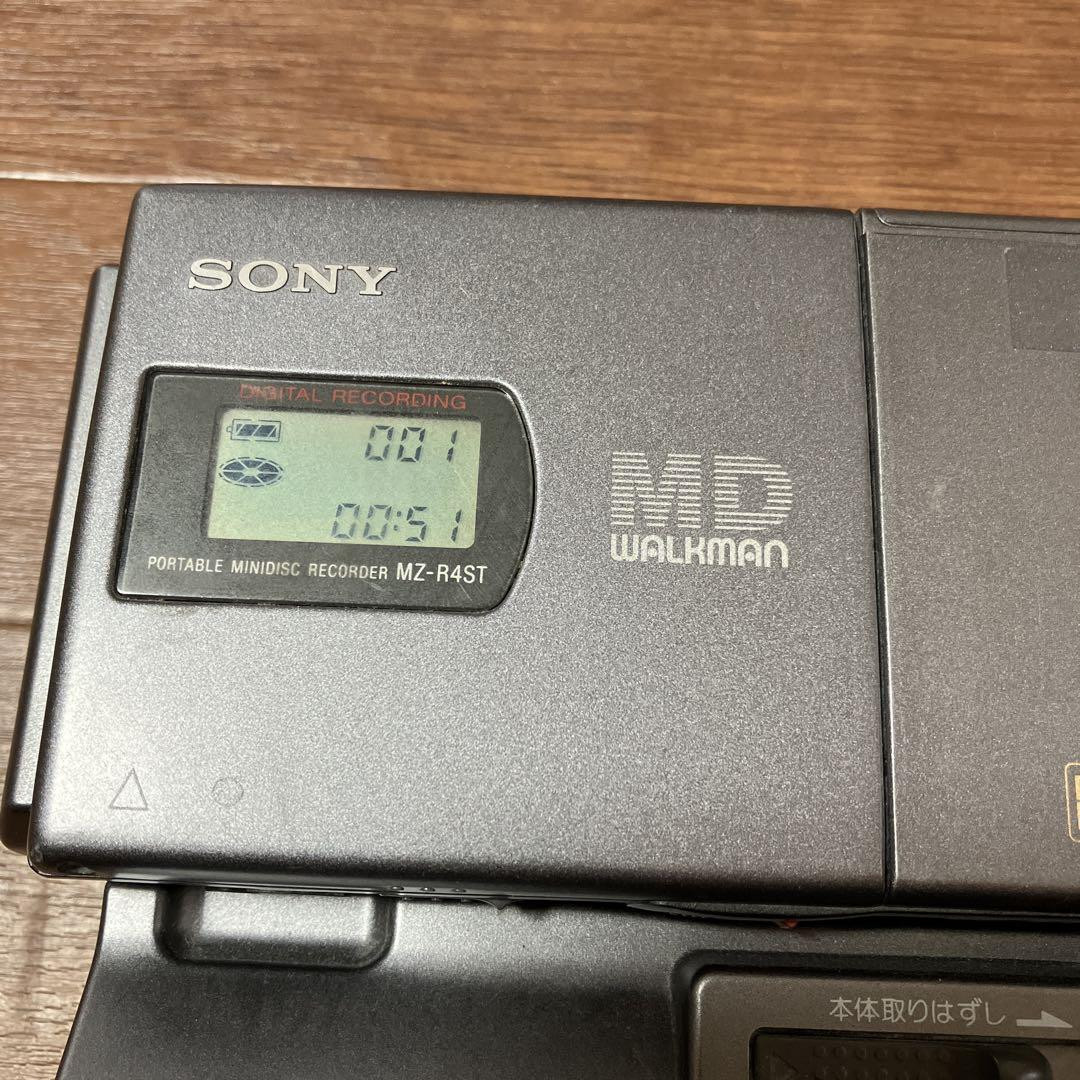 SONY
DIGITAL RECORDING
001
00:51
PORTABLE MINIDISC RECORDER MZ-R4ST
MD
WALKMAN
本体取りはずし